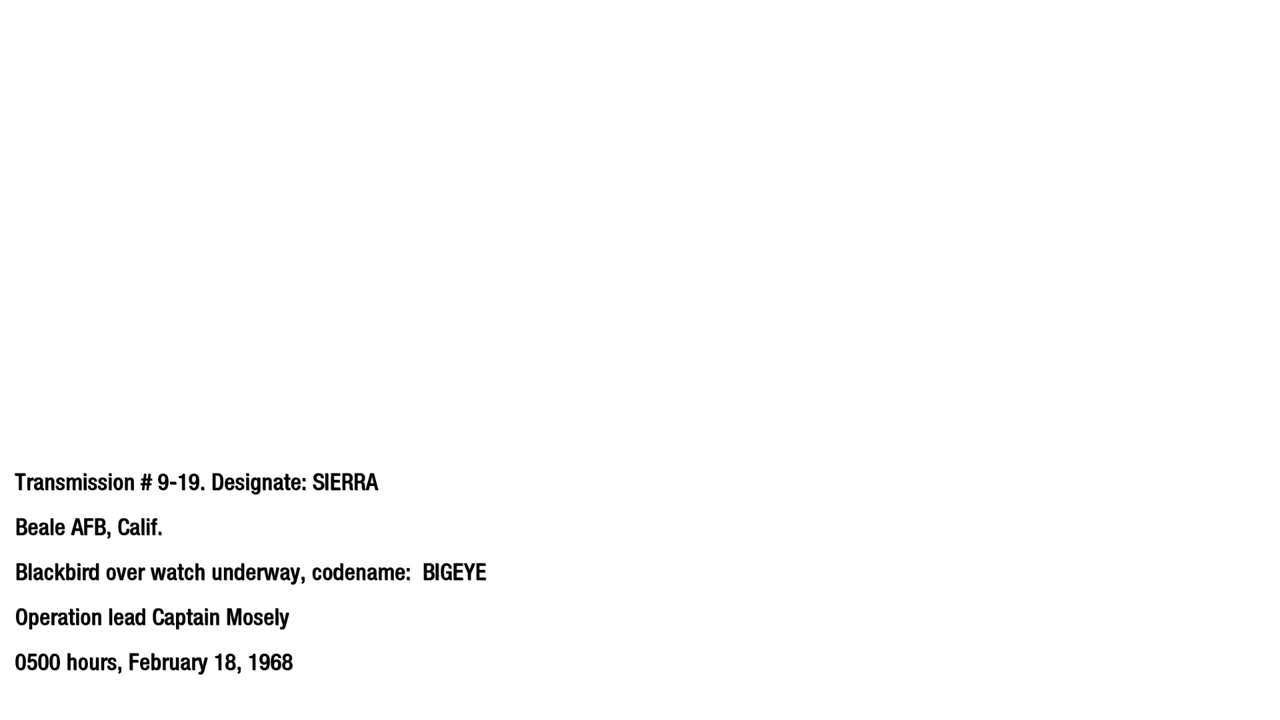 Transmission # 9-19. Designate: SIERRA
Beale AFB, Calif.
Blackbird over watch underway, codename:  BIGEYE
Operation lead Captain Mosely
0500 hours, February 18, 1968